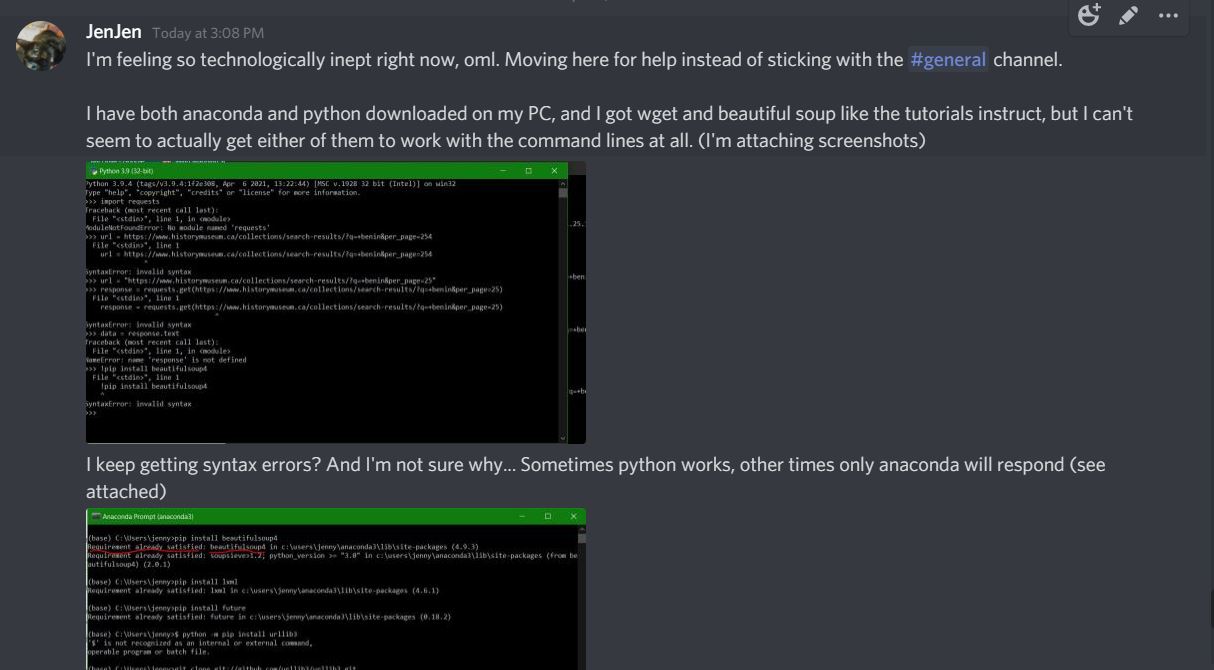 JenJen Today at 3:08 PM
I'm feeling so technologically inept right now, oml. Moving here for help instead of sticking with the #general channel.
I have both anaconda and python downloaded on my PC, and I got wget and beautiful soup like the tutorials instruct, but I can't
seem to actually get either of them to work with the command lines at all. (I'm attaching screenshots)
Python 3.9 (32-bit)
Python 3.9.4 (tags/v3.9.4:1f2e308, Apr 6 2021, 13:22:44) [MSC v.1928 32 bit (Intel)] on win32
Type "help", "copyright", "credits" or "license" for more information.
>>> import requests
Traceback (most recent call last):
File "<stdin>", line 1, in <module>
ModuleNotFoundError: No module named 'requests'
>>> url = https://www.historymuseum.ca/collections/search-results/?q=+benin&per_page=254
File "<stdin>", line 1
url = https://www.historymuseum.ca/collections/search-results/?q=+benin&per_page=254
^
SyntaxError: invalid syntax
>>> url = "https://www.historymuseum.ca/collections/search-results/?q=+benin&per_page=25"
>>> response = requests.get(https://www.historymuseum.ca/collections/search-results/?q=+benin&per_page=25)
File "<stdin>", line 1
response = requests.get(https://www.historymuseum.ca/collections/search-results/?q=+benin&per_page=25)
^
SyntaxError: invalid syntax
>>> data = response.text
Traceback (most recent call last):
File "<stdin>", line 1, in <module>
NameError: name 'response' is not defined
>>> !pip install beautifulsoup4
File "<stdin>", line 1
!pip install beautifulsoup4
^
SyntaxError: invalid syntax
>>>
I keep getting syntax errors? And I'm not sure why... Sometimes python works, other times only anaconda will respond (see
attached)
Anaconda Prompt (anaconda3)
(base) C:\Users\jenny>pip install beautifulsoup4
Requirement already satisfied: beautifulsoup4 in c:\users\jenny\anaconda3\lib\site-packages (4.9.3)
Requirement already satisfied: soupsieve>1.2; python_version >= "3.0" in c:\users\jenny\anaconda3\lib\site-packages (from be
autifulsoup4) (2.0.1)
(base) C:\Users\jenny>pip install lxml
Requirement already satisfied: lxml in c:\users\jenny\anaconda3\lib\site-packages (4.6.1)
(base) C:\Users\jenny>pip install future
Requirement already satisfied: future in c:\users\jenny\anaconda3\lib\site-packages (0.18.2)
(base) C:\Users\jenny>$ python -m pip install urllib3
'$' is not recognized as an internal or external command,
operable program or batch file.
(base) C:\Users\jenny>git clone git://github.com/urllib3/urllib3.git